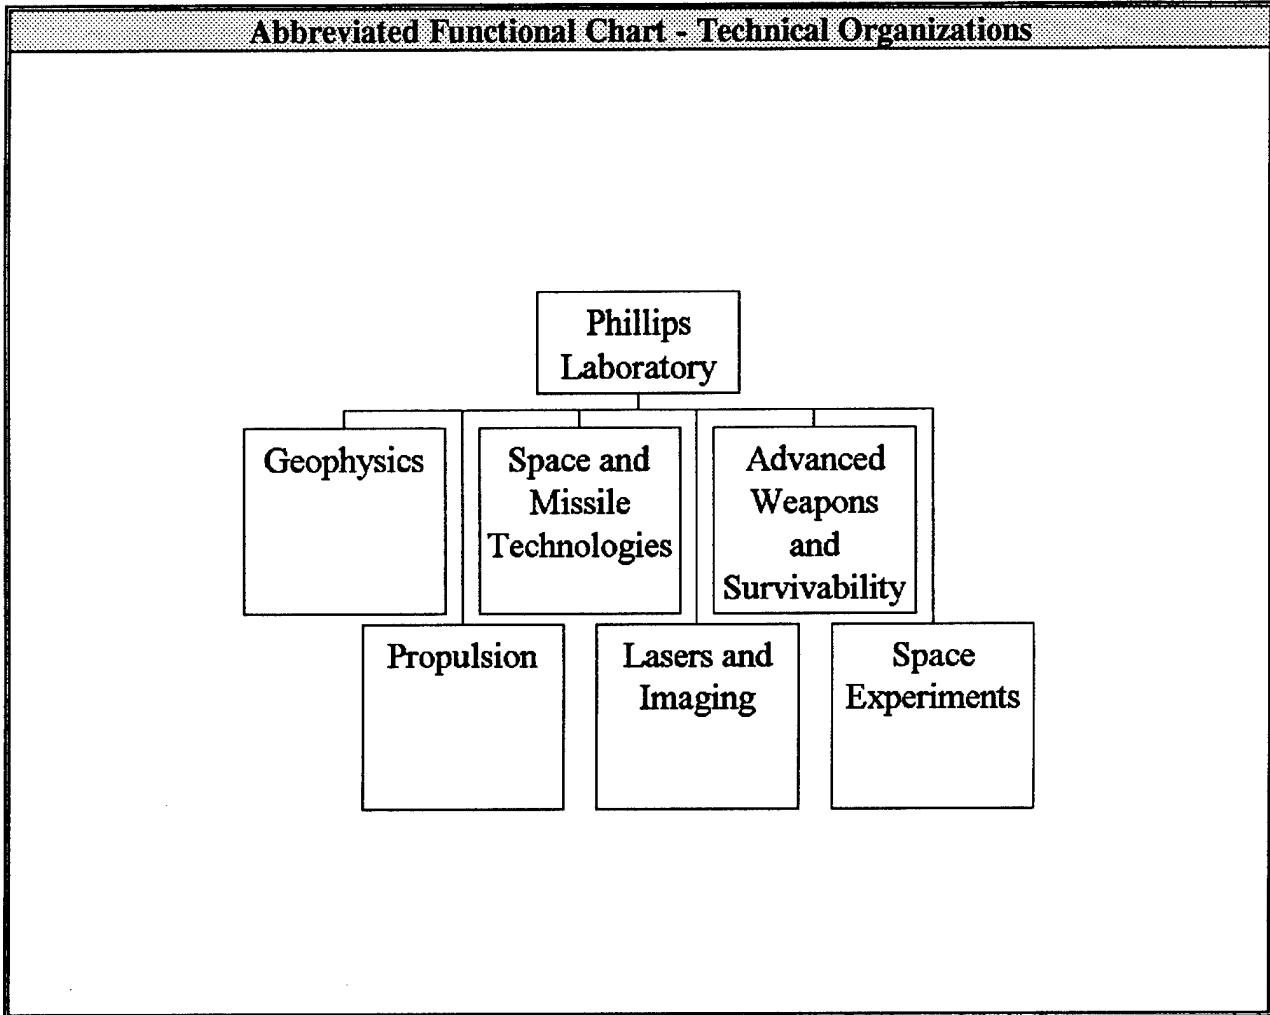 Abbreviated Functional Chart - Technical Organizations
Phillips
Laboratory
Geophysics
Space and
Missile
Technologies
Advanced
Weapons
and
Survivability
Propulsion
Lasers and
Imaging
Space
Experiments